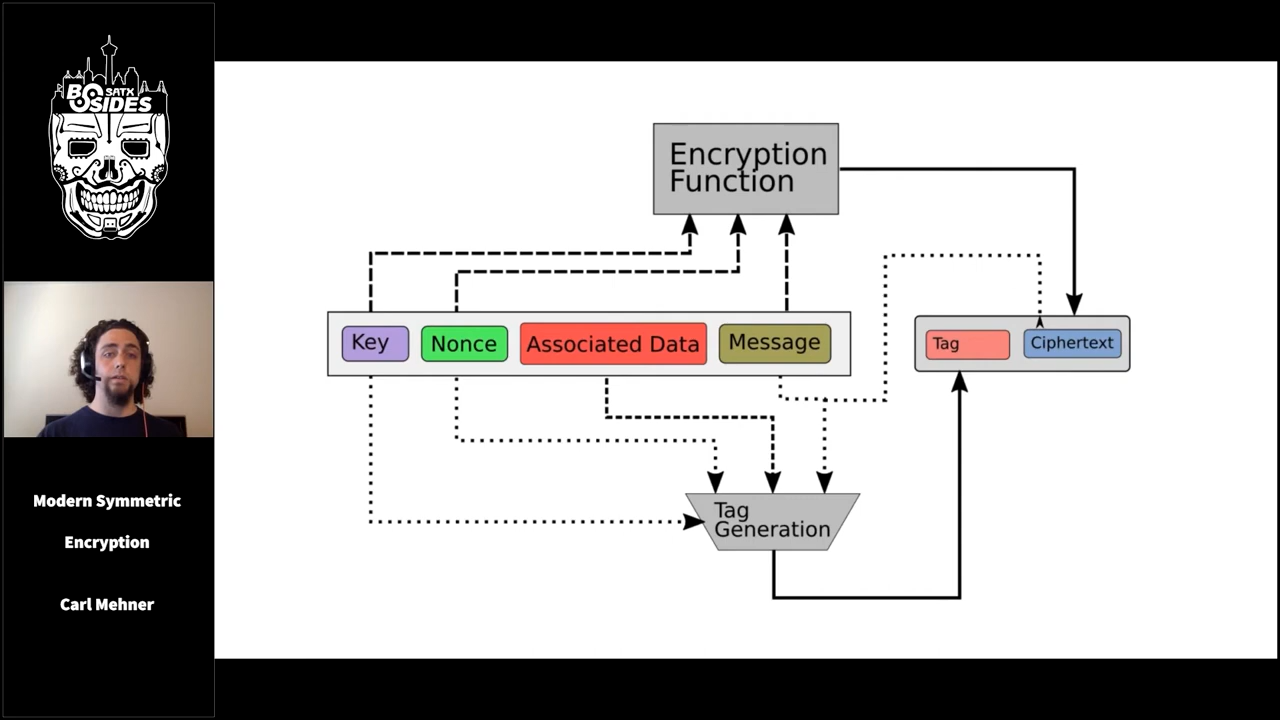 BSIDES
SATX
Modern Symmetric
Encryption
Carl Mehner
Encryption
Function
Key
Nonce
Associated Data
Message
Tag
Ciphertext
Tag
Generation